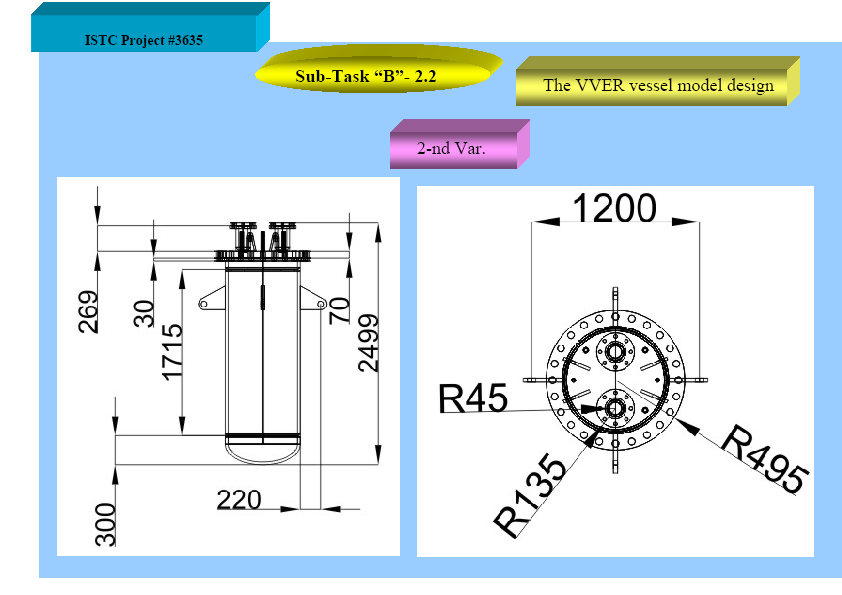 ISTC Project #3635
Sub-Task “B”- 2.2
The VVER vessel model design
2-nd Var.
269
30
1715
70
2499
220
300
1200
R45
R135
R495